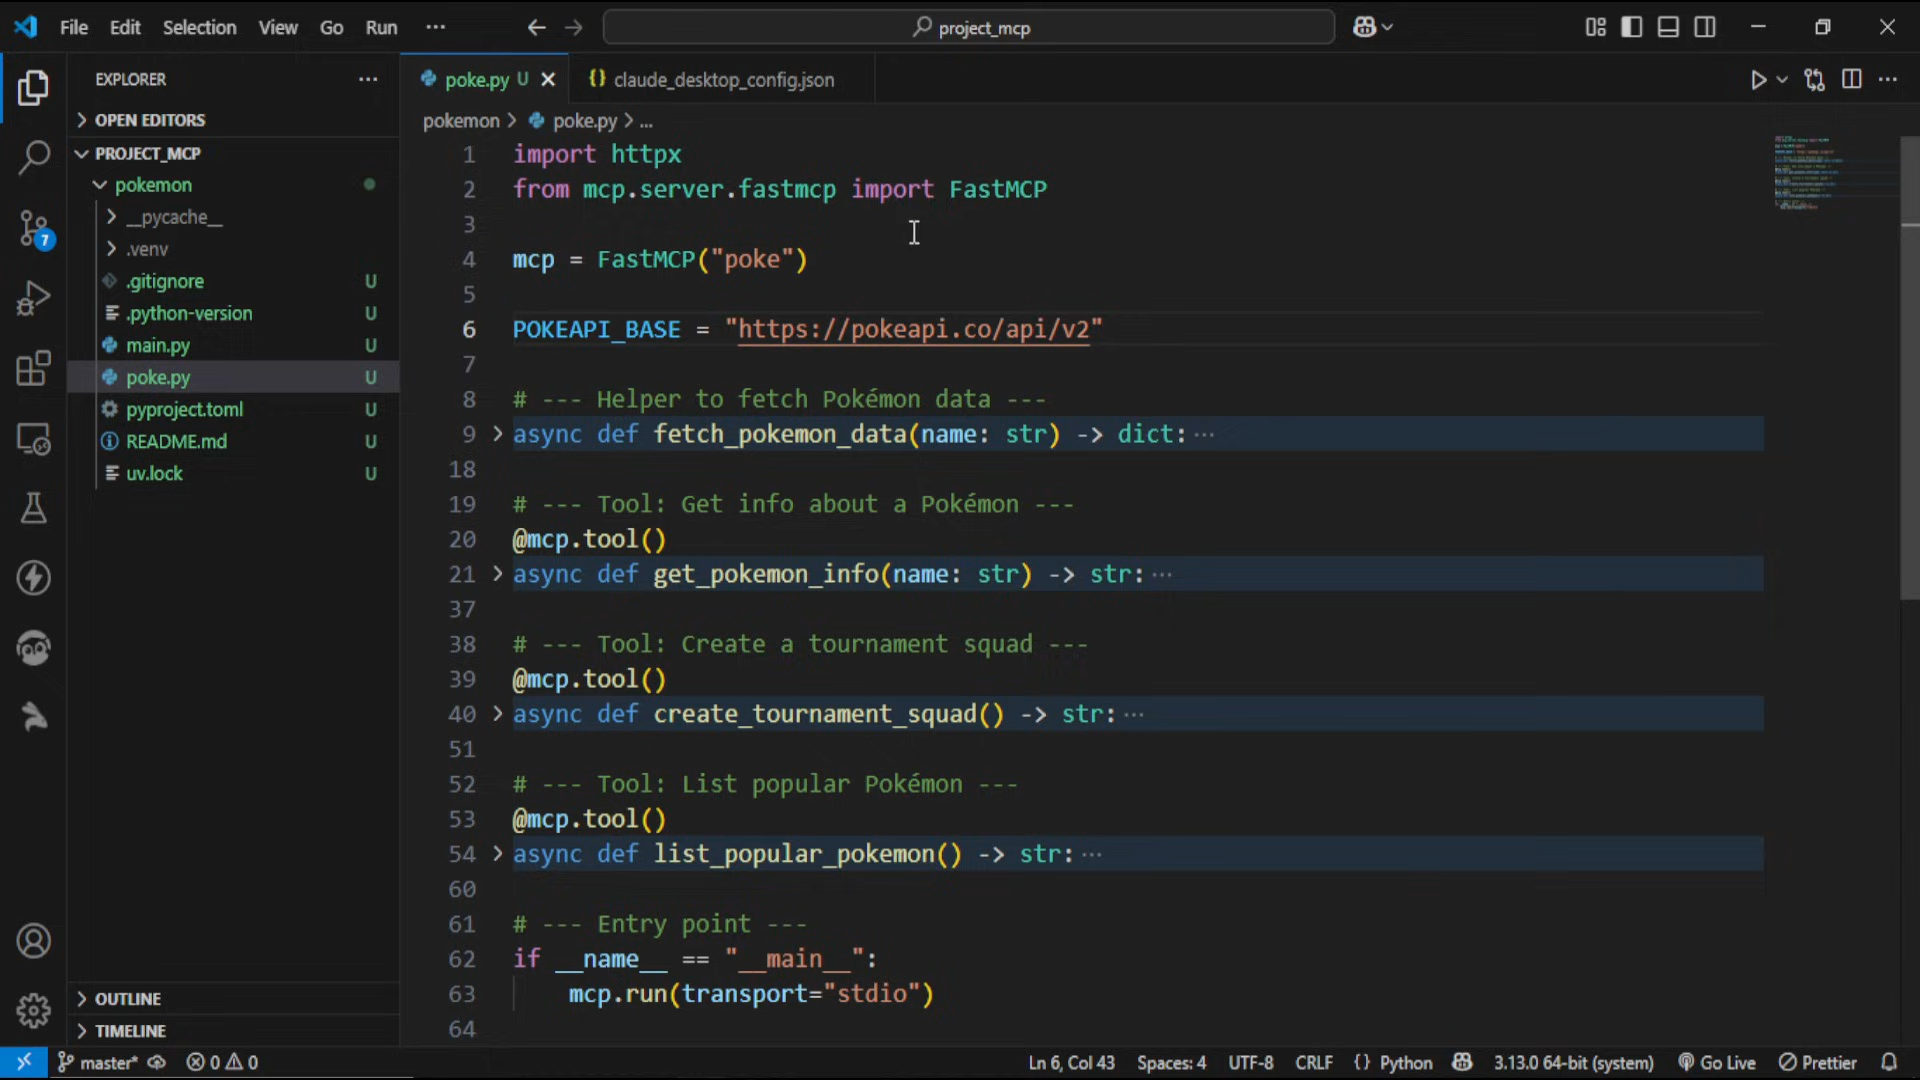 File Edit Selection View Go Run ···
project_mcp
EXPLORER ···
OPEN EDITORS
PROJECT_MCP
pokemon
__pycache__
.venv
.gitignore U
.python-version U
main.py U
poke.py U
pyproject.toml U
README.md U
uv.lock U
OUTLINE
TIMELINE
7
poke.py U
{} claude_desktop_config.json
pokemon > poke.py > ...
1 import httpx
2 from mcp.server.fastmcp import FastMCP
3
4 mcp = FastMCP("poke")
5
6 POKEAPI_BASE = "https://pokeapi.co/api/v2"
7
8 # --- Helper to fetch Pokémon data ---
9 async def fetch_pokemon_data(name: str) -> dict: ···
18
19 # --- Tool: Get info about a Pokémon ---
20 @mcp.tool()
21 async def get_pokemon_info(name: str) -> str: ···
37
38 # --- Tool: Create a tournament squad ---
39 @mcp.tool()
40 async def create_tournament_squad() -> str: ···
51
52 # --- Tool: List popular Pokémon ---
53 @mcp.tool()
54 async def list_popular_pokemon() -> str: ···
60
61 # --- Entry point ---
62 if __name__ == "__main__":
63 mcp.run(transport="stdio")
64
master* 0 0 Ln 6, Col 43 Spaces: 4 UTF-8 CRLF {} Python 3.13.0 64-bit (system) Go Live Prettier